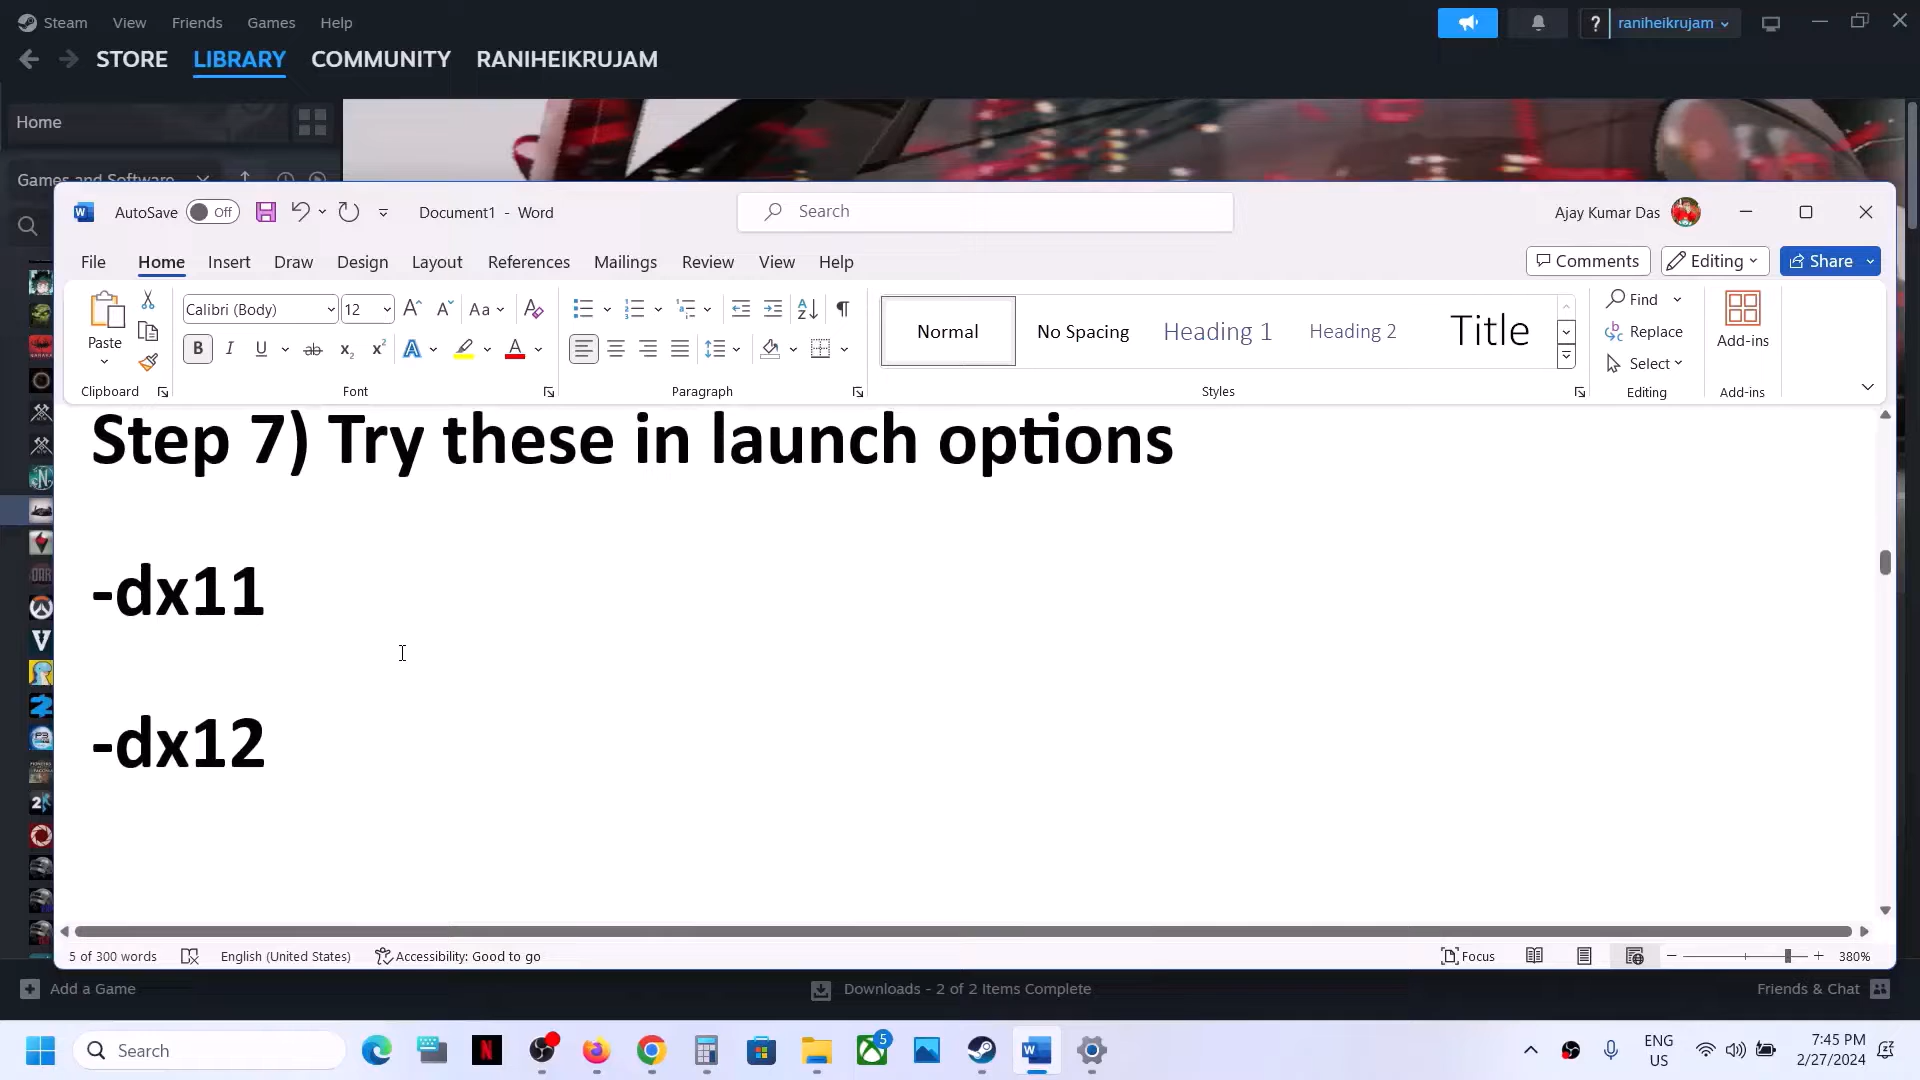 Steam View Friends Games Help
? raniheikrujam
STORE LIBRARY COMMUNITY RANIHEIKRUJAM
Home
Games and Software
AutoSave Off Document1 - Word Search Ajay Kumar Das
File Home Insert Draw Design Layout References Mailings Review View Help Comments Editing Share
Paste Calibri (Body) 12 Aa Normal No Spacing Heading 1 Heading 2 Title Find Replace Select Add-ins
Clipboard Font Paragraph Styles Editing Add-ins
Step 7) Try these in launch options
-dx11
-dx12
5 of 300 words English (United States) Accessibility: Good to go Focus 380%
Add a Game Downloads - 2 of 2 Items Complete Friends & Chat
Search 5 ENG US 7:45 PM 2/27/2024